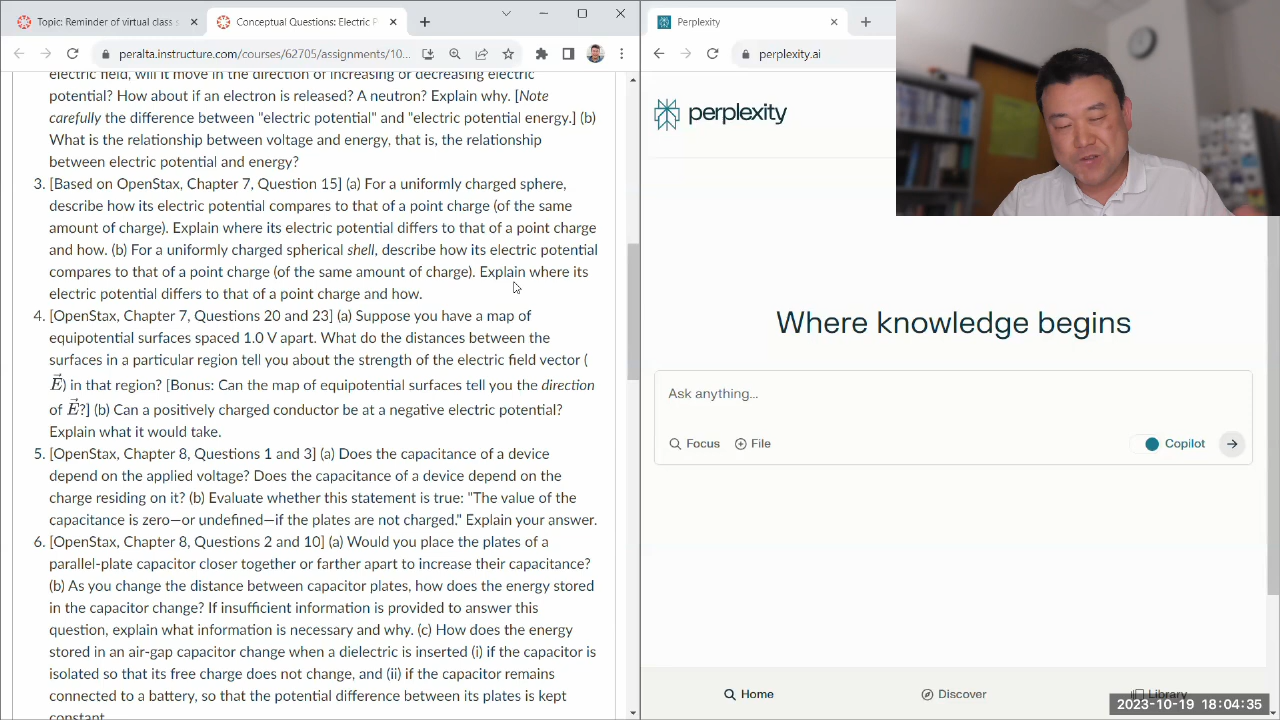 Topic: Reminder of virtual class s
Conceptual Questions: Electric P
peralta.instructure.com/courses/62705/assignments/10...
electric field, will it move in the direction of increasing or decreasing electric
potential? How about if an electron is released? A neutron? Explain why. [Note
carefully the difference between "electric potential" and "electric potential energy.] (b)
What is the relationship between voltage and energy, that is, the relationship
between electric potential and energy?
3. [Based on OpenStax, Chapter 7, Question 15] (a) For a uniformly charged sphere,
describe how its electric potential compares to that of a point charge (of the same
amount of charge). Explain where its electric potential differs to that of a point charge
and how. (b) For a uniformly charged spherical shell, describe how its electric potential
compares to that of a point charge (of the same amount of charge). Explain where its
electric potential differs to that of a point charge and how.
4. [OpenStax, Chapter 7, Questions 20 and 23] (a) Suppose you have a map of
equipotential surfaces spaced 1.0 V apart. What do the distances between the
surfaces in a particular region tell you about the strength of the electric field vector (
E⃗) in that region? [Bonus: Can the map of equipotential surfaces tell you the direction
of E⃗?] (b) Can a positively charged conductor be at a negative electric potential?
Explain what it would take.
5. [OpenStax, Chapter 8, Questions 1 and 3] (a) Does the capacitance of a device
depend on the applied voltage? Does the capacitance of a device depend on the
charge residing on it? (b) Evaluate whether this statement is true: "The value of the
capacitance is zero—or undefined—if the plates are not charged." Explain your answer.
6. [OpenStax, Chapter 8, Questions 2 and 10] (a) Would you place the plates of a
parallel-plate capacitor closer together or farther apart to increase their capacitance?
(b) As you change the distance between capacitor plates, how does the energy stored
in the capacitor change? If insufficient information is provided to answer this
question, explain what information is necessary and why. (c) How does the energy
stored in an air-gap capacitor change when a dielectric is inserted (i) if the capacitor is
isolated so that its free charge does not change, and (ii) if the capacitor remains
connected to a battery, so that the potential difference between its plates is kept
constant.
Perplexity
perplexity.ai
perplexity
Where knowledge begins
Ask anything...
Focus
File
Copilot
Home
Discover
Library
2023-10-19 18:04:35